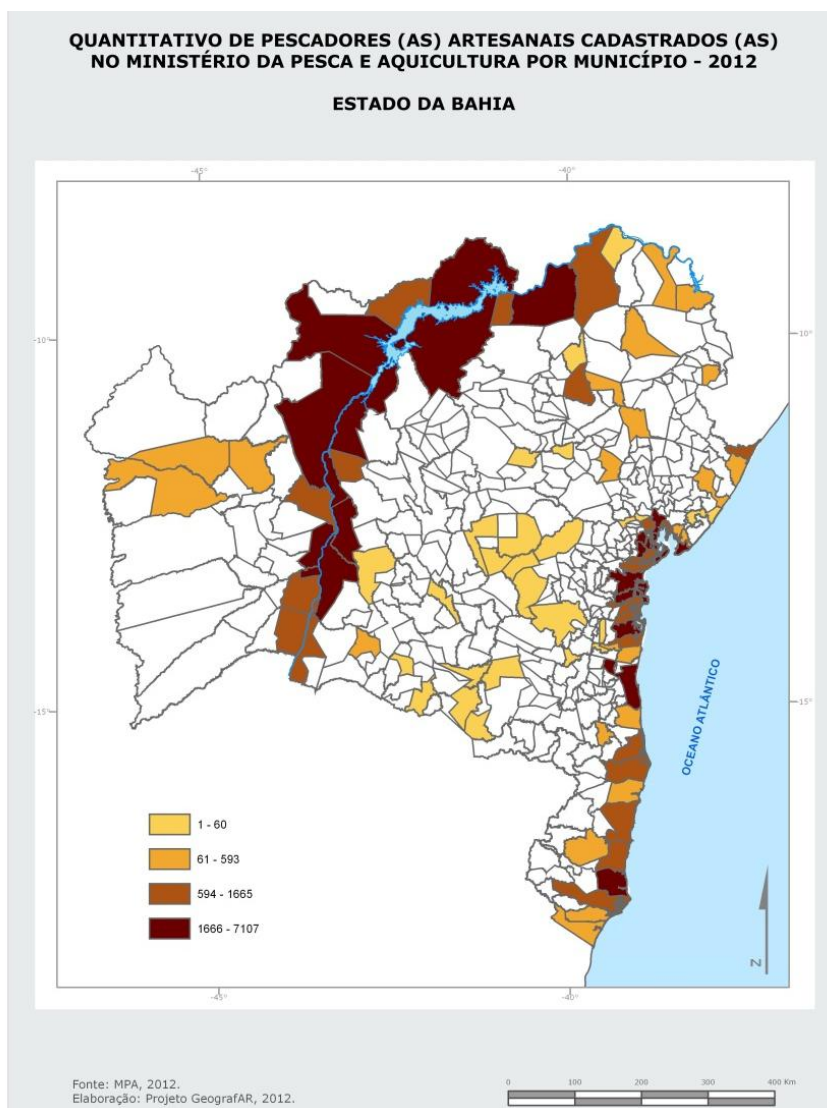 QUANTITATIVO DE PESCADORES (AS) ARTESANAIS CADASTRADOS (AS)
NO MINISTÉRIO DA PESCA E AQUICULTURA POR MUNICÍPIO - 2012
ESTADO DA BAHIA
-45°
-40°
-10°
-10°
OCEANO ATLÂNTICO
-15°
-15°
1 - 60
61 - 593
594 - 1665
1666 - 7107
N
-45°
-40°
Fonte: MPA, 2012.
Elaboração: Projeto GeografAR, 2012.
0 100 200 300 400 Km